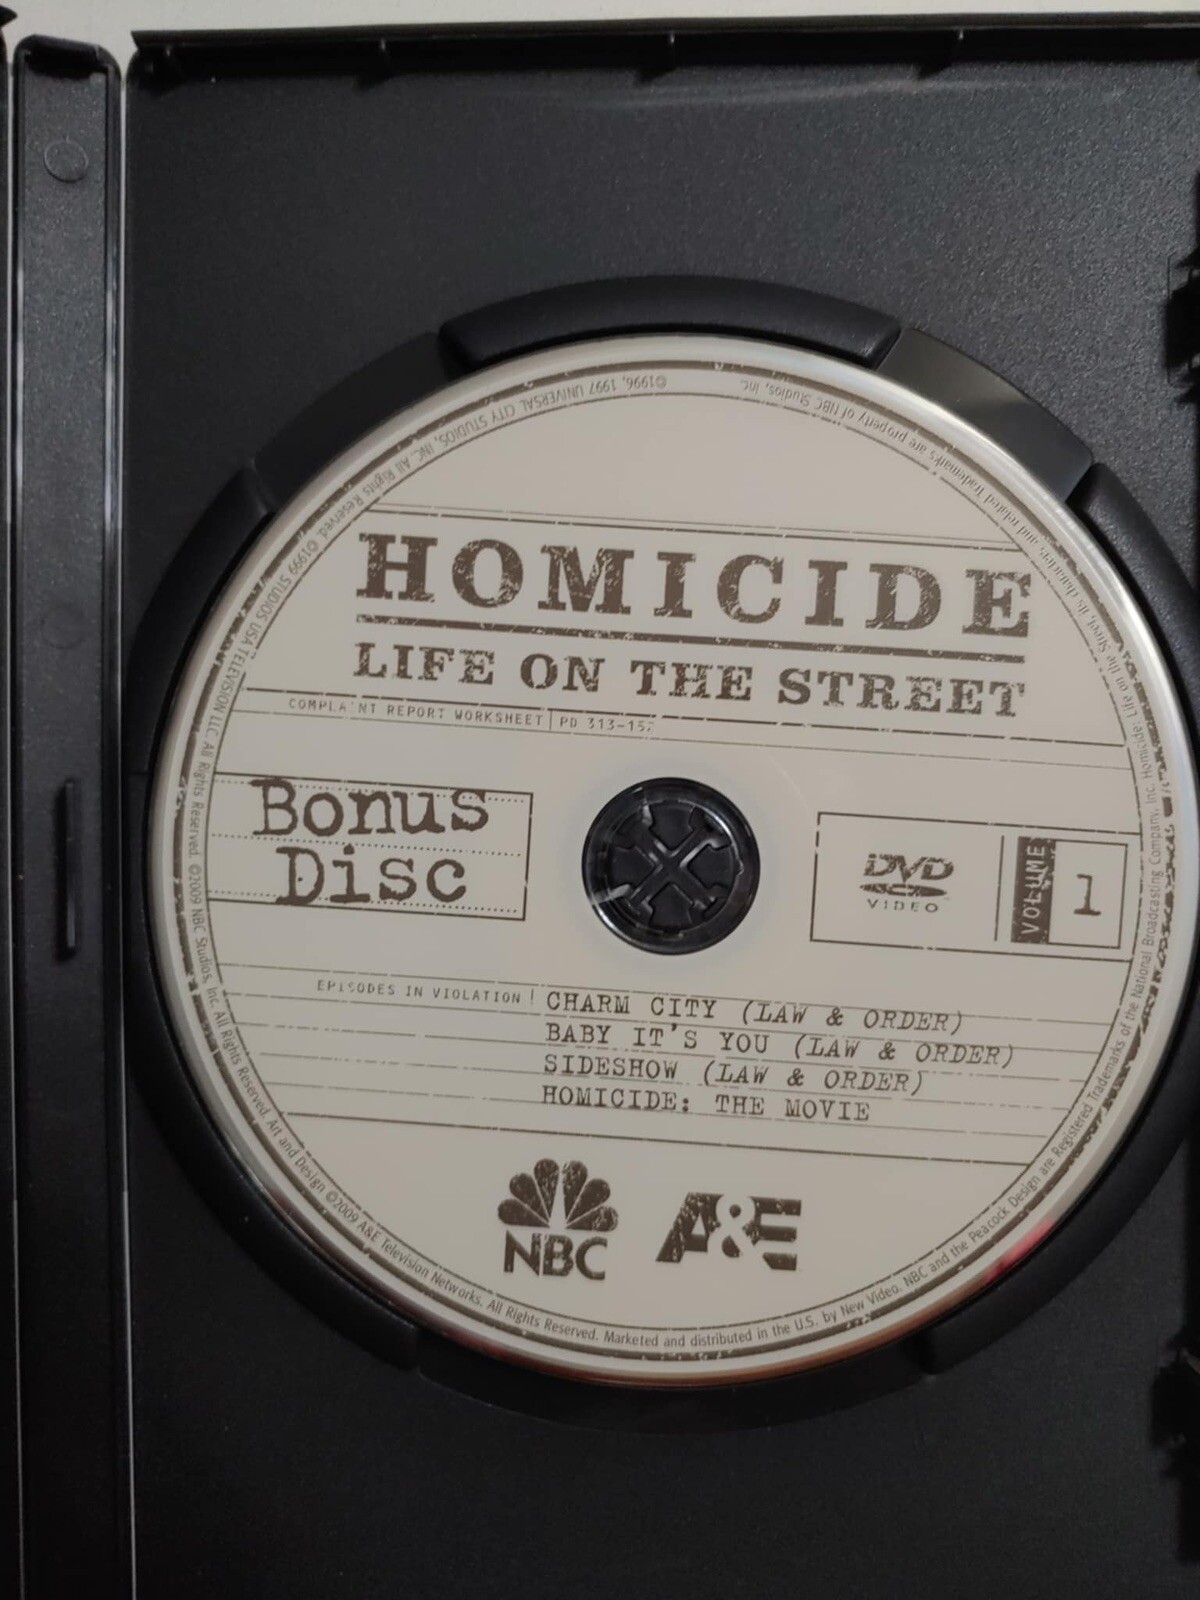 HOMICIDE
LIFE ON THE STREET
COMPLAINT REPORT WORKSHEET | PD 313-157
Bonus
Disc
DVD
VIDEO
VOLUME
1
EPISODES IN VIOLATION
CHARM CITY (LAW & ORDER)
BABY IT'S YOU (LAW & ORDER)
SIDESHOW (LAW & ORDER)
HOMICIDE: THE MOVIE
NBC
A&E
©1996, 1997 UNIVERSAL CITY STUDIOS, INC. All Rights Reserved. ©1999 STUDIOS USA TELEVISION LLC. All Rights Reserved. ©2009 NBC Studios, Inc. All Rights Reserved. Art and Design ©2009 A&E Television Networks. All Rights Reserved. Marketed and distributed in the U.S. by New Video. NBC and the Peacock Design are Registered Trademarks of the National Broadcasting Company, Inc. Homicide: Life on the Street, its characters and related trademarks are property of NBC Studios, Inc.